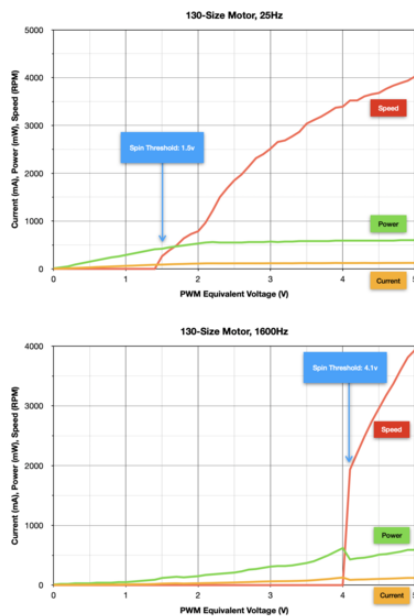 130-Size Motor, 25Hz
Current (mA), Power (mW), Speed (RPM)
5000
4000
3000
2000
1000
0
Spin Threshold: 1.5v
Speed
Power
Current
0
1
2
3
4
5
PWM Equivalent Voltage (V)
130-Size Motor, 1600Hz
Current (mA), Power (mW), Speed (RPM)
4000
3000
2000
1000
0
Spin Threshold: 4.1v
Speed
Power
Current
0
1
2
3
4
5
PWM Equivalent Voltage (V)